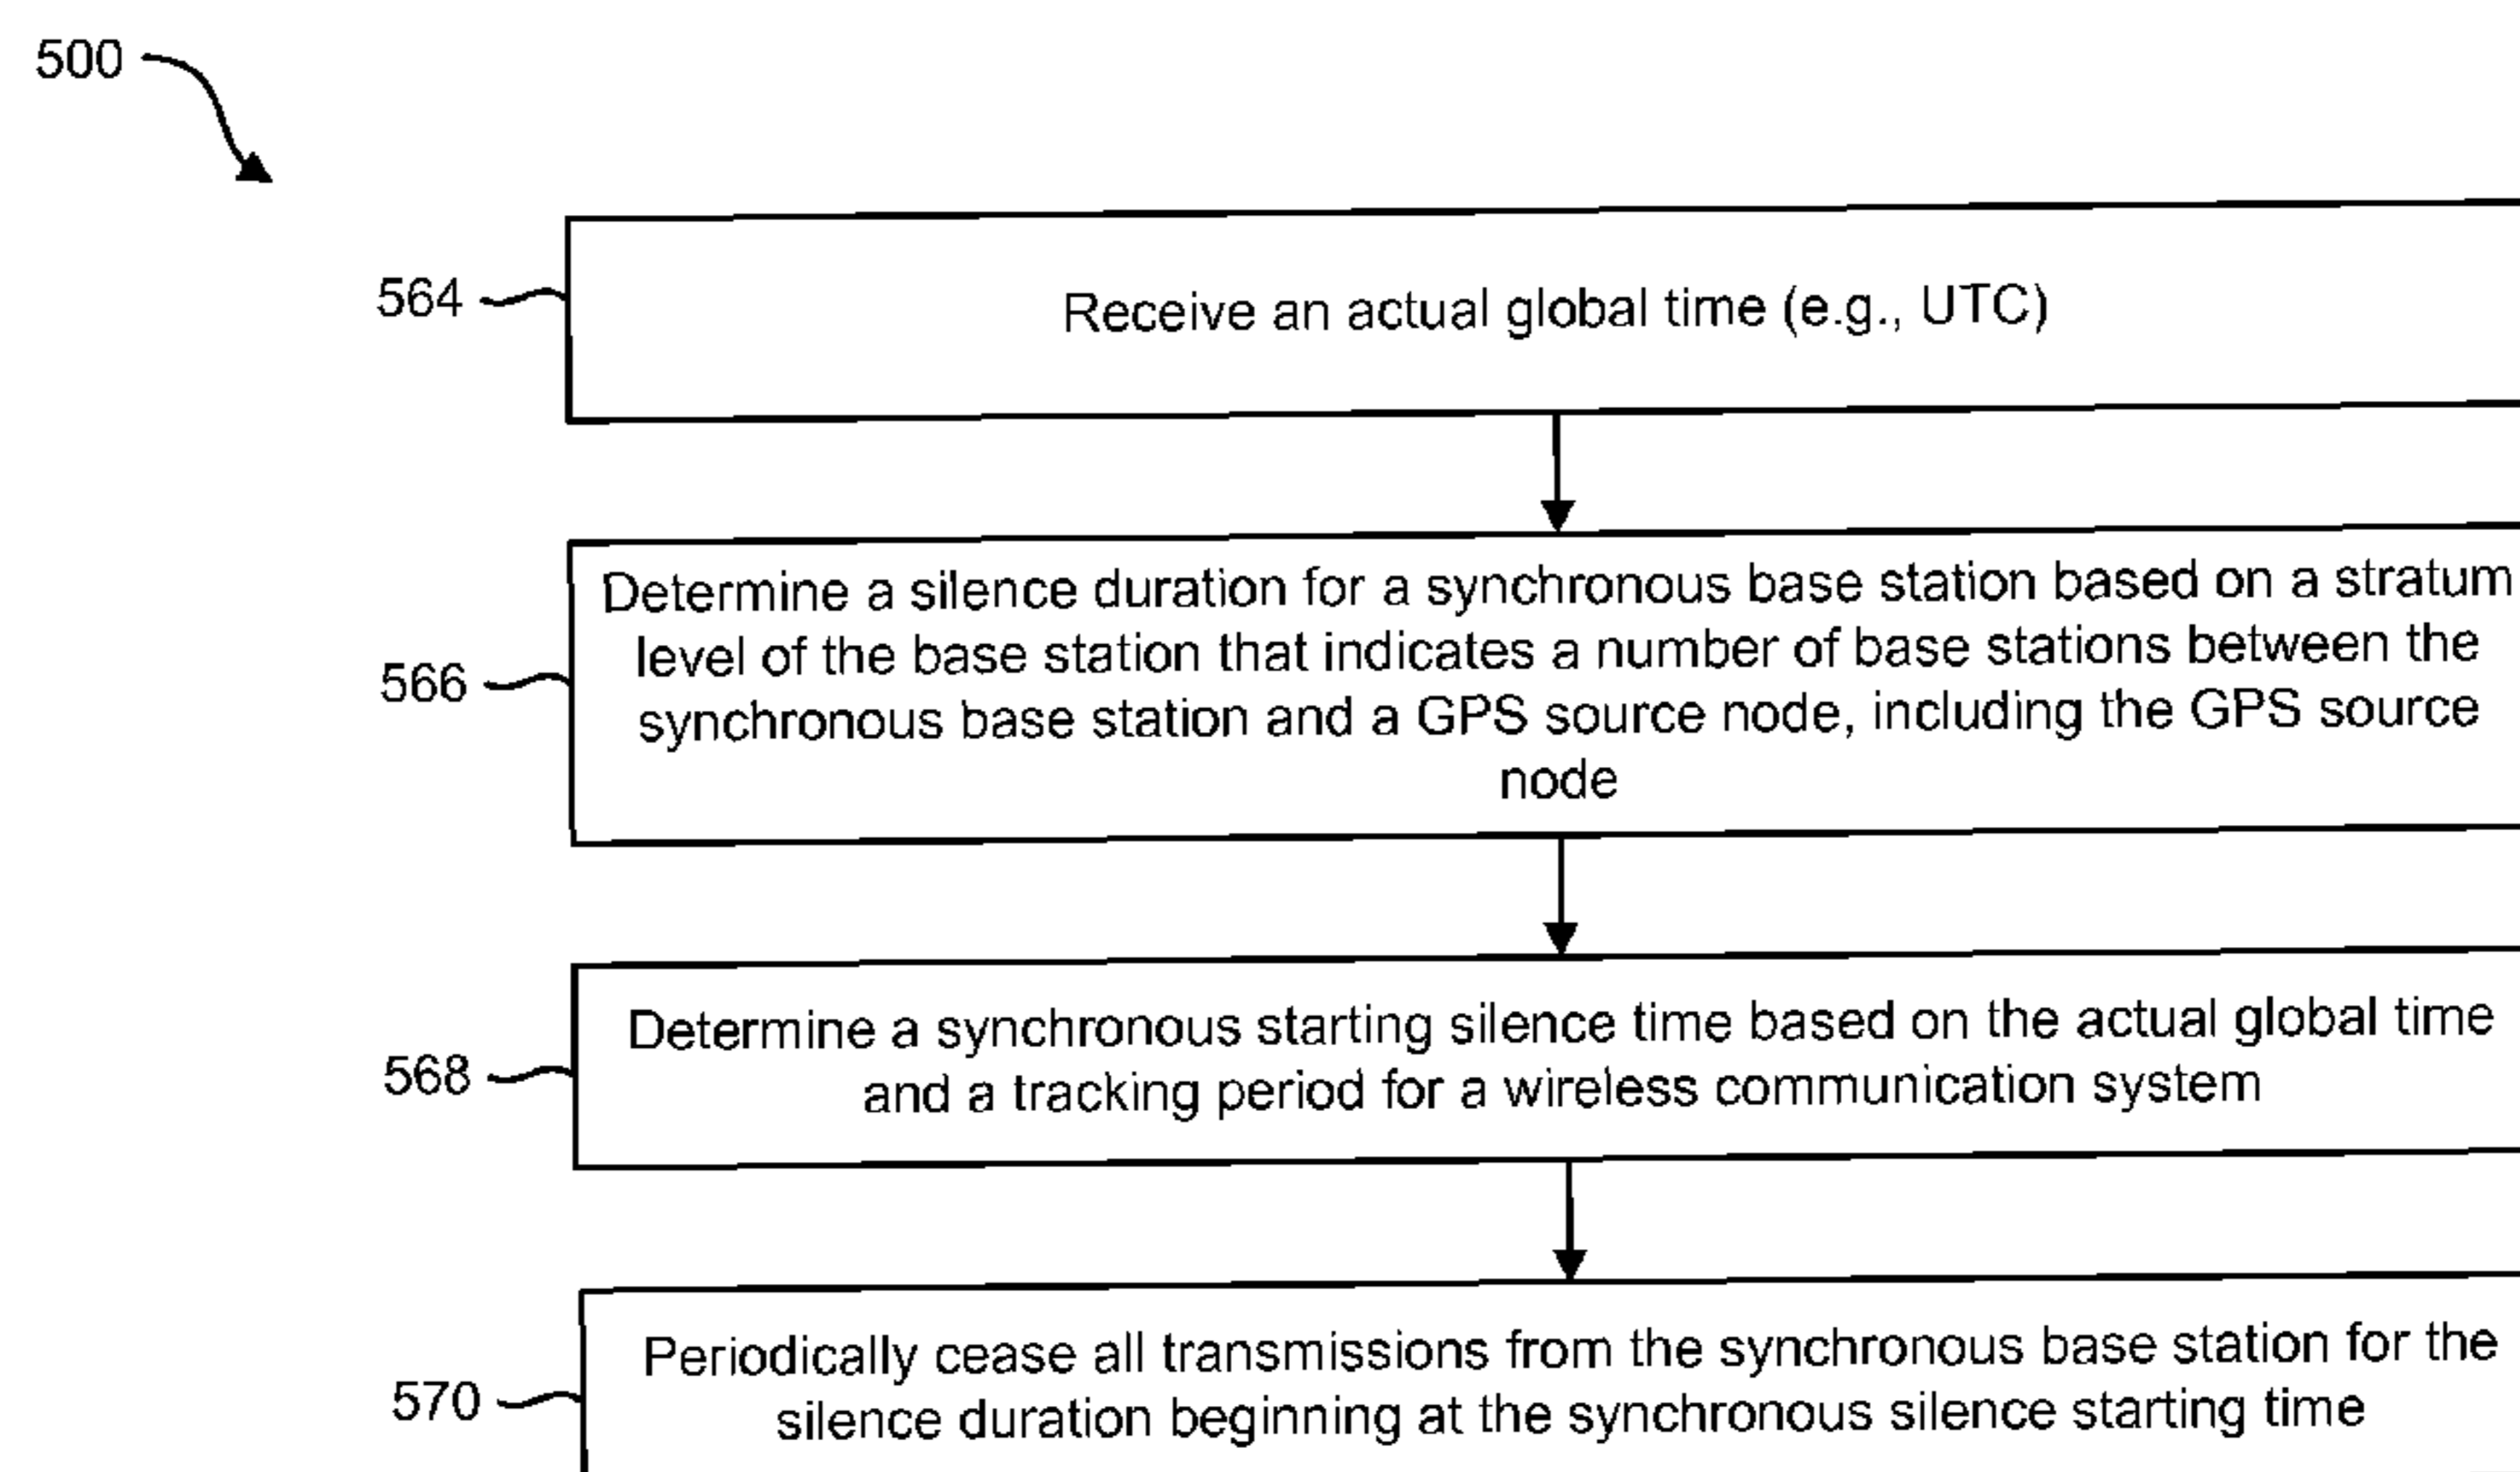 500
564
Receive an actual global time (e.g., UTC)
566
Determine a silence duration for a synchronous base station based on a stratum
level of the base station that indicates a number of base stations between the
synchronous base station and a GPS source node, including the GPS source
node
568
Determine a synchronous starting silence time based on the actual global time
and a tracking period for a wireless communication system
570
Periodically cease all transmissions from the synchronous base station for the
silence duration beginning at the synchronous silence starting time